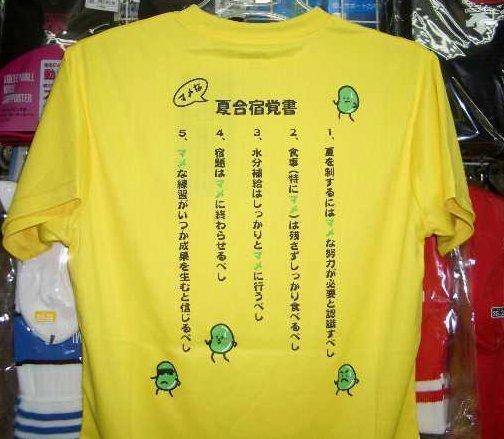 マメな
夏合宿覚書
1、夏を制するにはマメな努力が必要と認識すべし
2、食事(特にマメ)は残さずしっかり食べるべし
3、水分補給はしっかりとマメに行うべし
4、宿題はマメに終わらせるべし
5、マメな練習がいつか成果を生むと信じるべし
VOLLEYBALL
SUPPORTER